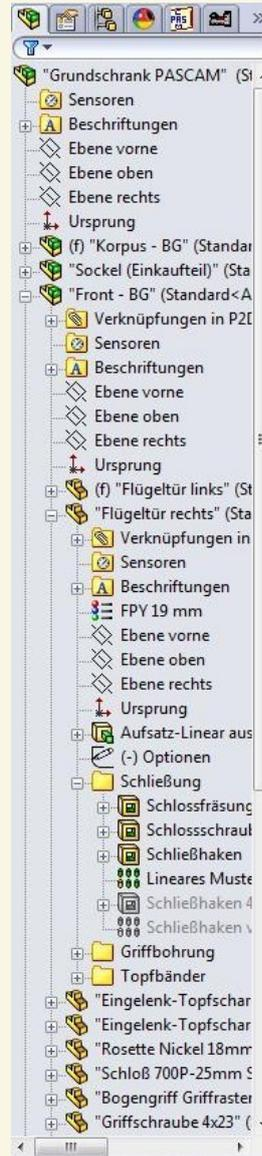 "Grundschrank PASCAM" (St
Sensoren
Beschriftungen
Ebene vorne
Ebene oben
Ebene rechts
Ursprung
(f) "Korpus - BG" (Standar
"Sockel (Einkaufteil)" (Sta
"Front - BG" (Standard<A
Verknüpfungen in P2D
Sensoren
Beschriftungen
Ebene vorne
Ebene oben
Ebene rechts
Ursprung
(f) "Flügeltür links" (St
"Flügeltür rechts" (Sta
Verknüpfungen in
Sensoren
Beschriftungen
FPY 19 mm
Ebene vorne
Ebene oben
Ebene rechts
Ursprung
Aufsatz-Linear aus
(-) Optionen
Schließung
Schlossfräsung
Schlossschraub
Schließhaken
Lineares Muste
Schließhaken 4
Schließhaken v
Griffbohrung
Topfbänder
"Eingelenk-Topfschar
"Eingelenk-Topfschar
"Rosette Nickel 18mm
"Schloß 700P-25mm S
"Bogengriff Griffraster
"Griffschraube 4x23" (